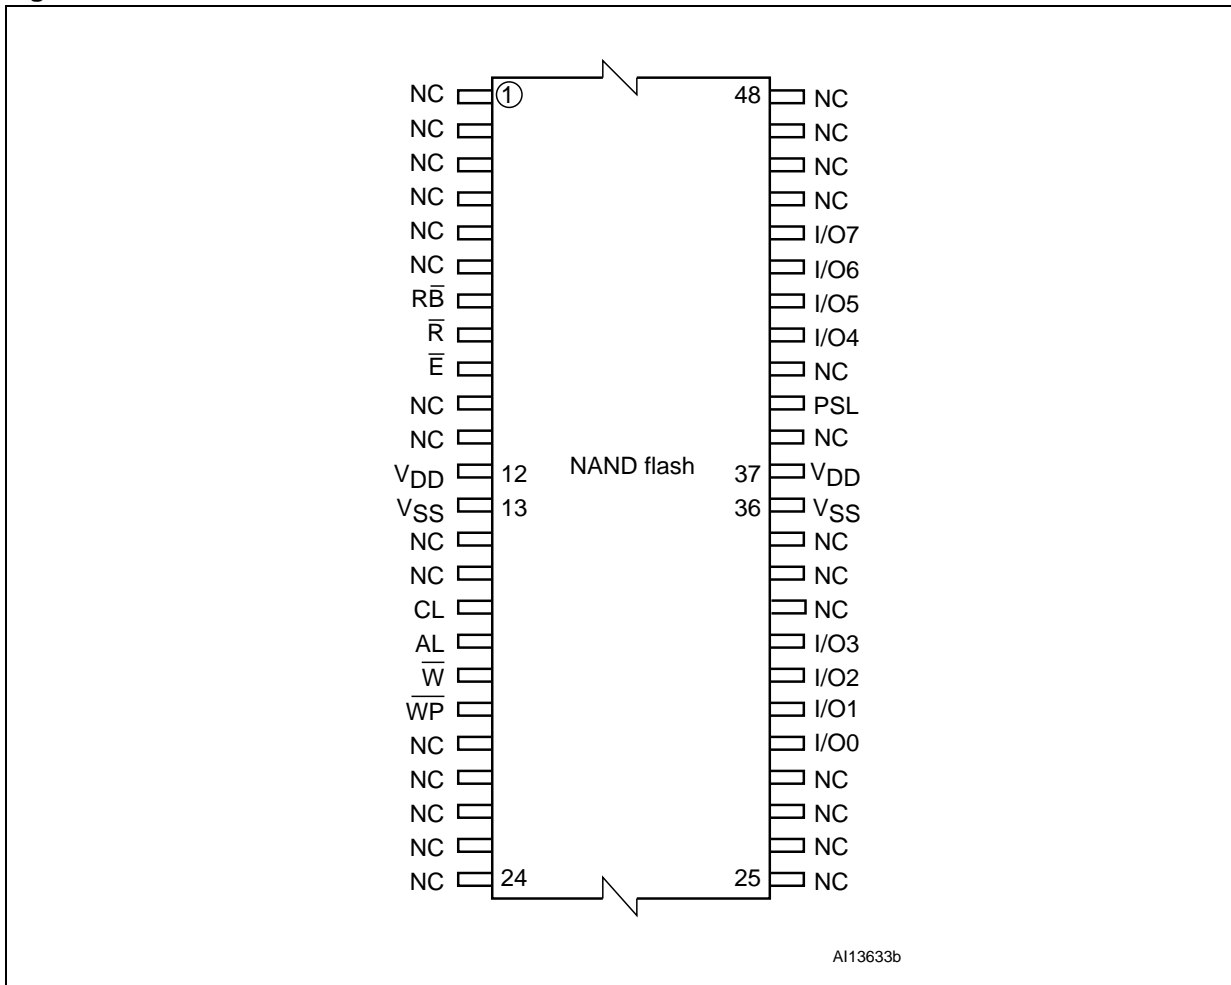 NC ① 48 NC
NC NC
NC NC
NC NC
NC I/O7
NC I/O6
RB̅ I/O5
R̅ I/O4
E̅ NC
NC PSL
NC NC
VDD 12 NAND flash 37 VDD
VSS 13 36 VSS
NC NC
NC NC
CL NC
AL I/O3
W̅ I/O2
W̅P̅ I/O1
NC I/O0
NC NC
NC NC
NC NC
NC 24 25 NC
AI13633b